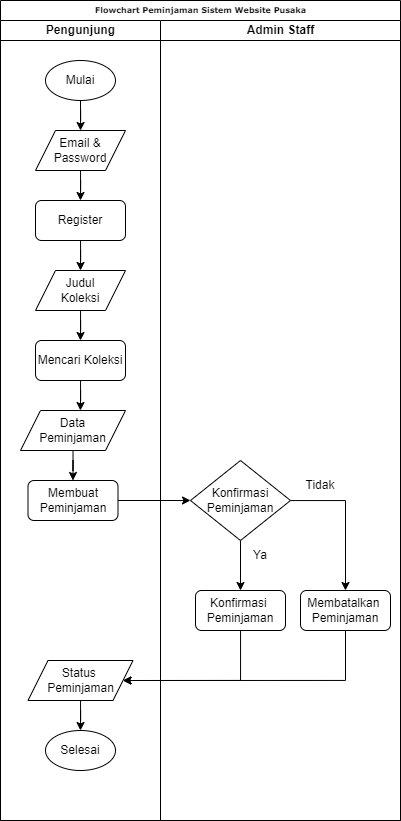 Flowchart Peminjaman Sistem Website Pusaka
Pengunjung
Admin Staff
Mulai
Email &
Password
Register
Judul
Koleksi
Mencari Koleksi
Data
Peminjaman
Membuat
Peminjaman
Konfirmasi
Peminjaman
Tidak
Ya
Konfirmasi
Peminjaman
Membatalkan
Peminjaman
Status
Peminjaman
Selesai